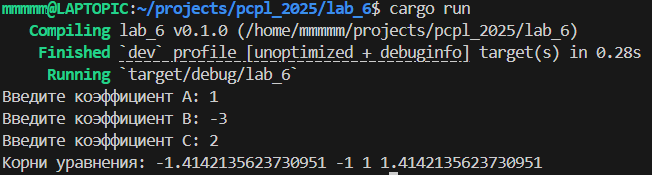 mmmmm@LAPTOPIC:~/projects/pcpl_2025/lab_6$ cargo run
Compiling lab_6 v0.1.0 (/home/mmmmm/projects/pcpl_2025/lab_6)
Finished `dev` profile [unoptimized + debuginfo] target(s) in 0.28s
Running `target/debug/lab_6`
Введите коэффициент A: 1
Введите коэффициент B: -3
Введите коэффициент C: 2
Корни уравнения: -1.4142135623730951 -1 1 1.4142135623730951